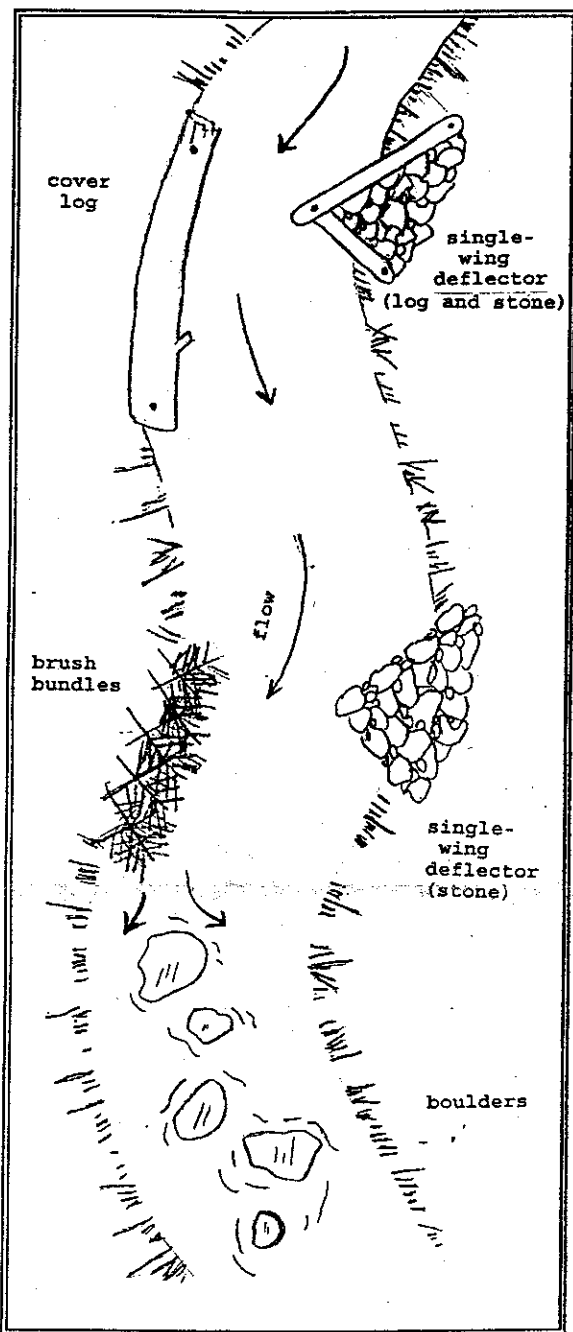 cover
log
single-
wing
deflector
(log and stone)
flow
brush
bundles
single-
wing
deflector
(stone)
boulders